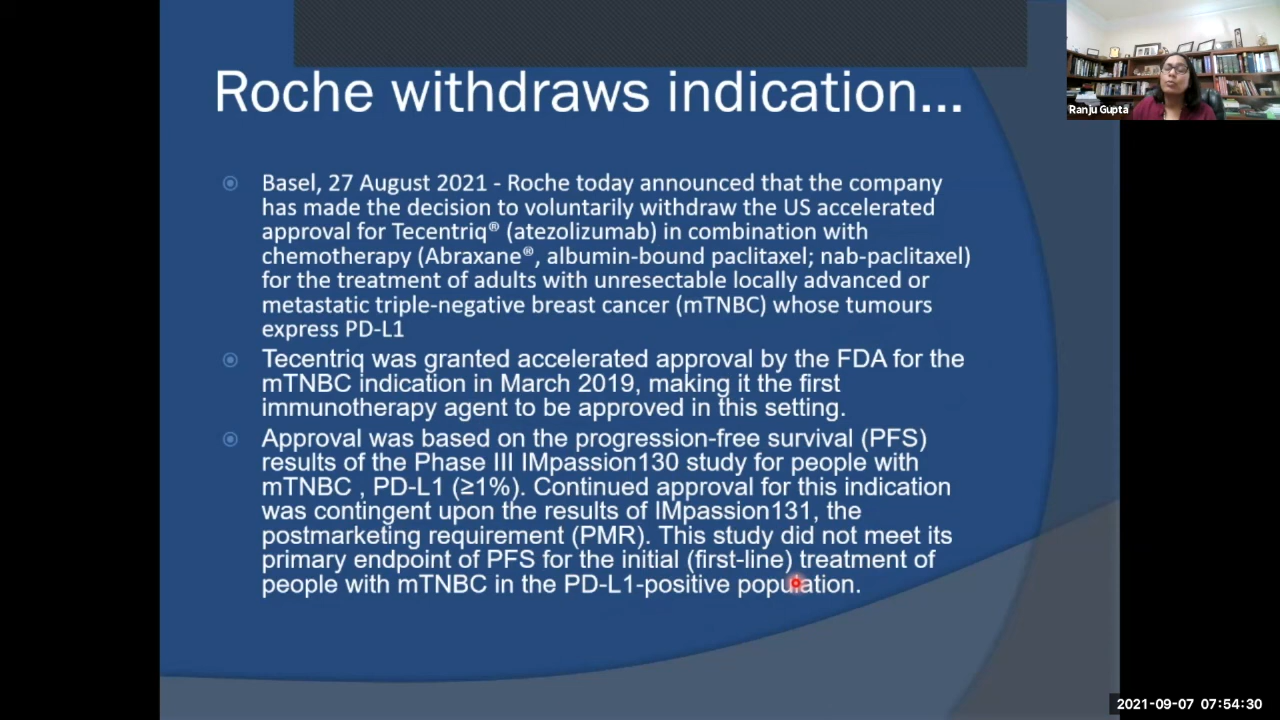 Roche withdraws indication...
Ranju Gupta
Basel, 27 August 2021 - Roche today announced that the company
has made the decision to voluntarily withdraw the US accelerated
approval for Tecentriq® (atezolizumab) in combination with
chemotherapy (Abraxane®, albumin-bound paclitaxel; nab-paclitaxel)
for the treatment of adults with unresectable locally advanced or
metastatic triple-negative breast cancer (mTNBC) whose tumours
express PD-L1
Tecentriq was granted accelerated approval by the FDA for the
mTNBC indication in March 2019, making it the first
immunotherapy agent to be approved in this setting.
Approval was based on the progression-free survival (PFS)
results of the Phase III IMpassion130 study for people with
mTNBC , PD-L1 (≥1%). Continued approval for this indication
was contingent upon the results of IMpassion131, the
postmarketing requirement (PMR). This study did not meet its
primary endpoint of PFS for the initial (first-line) treatment of
people with mTNBC in the PD-L1-positive population.
2021-09-07 07:54:30